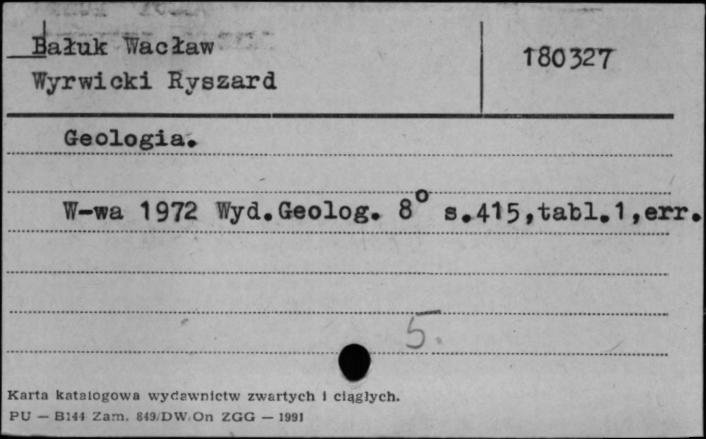 Bałuk Wacław
180327
Wyrwicki Ryszard
Geologia.
W-wa 1972 Wyd.Geolog. 8° s.415,tabl.1,err.
5.
Karta katalogowa wydawnictw zwartych i ciągłych.
PU — B144 Zam. 849/DW/On ZGG — 1991